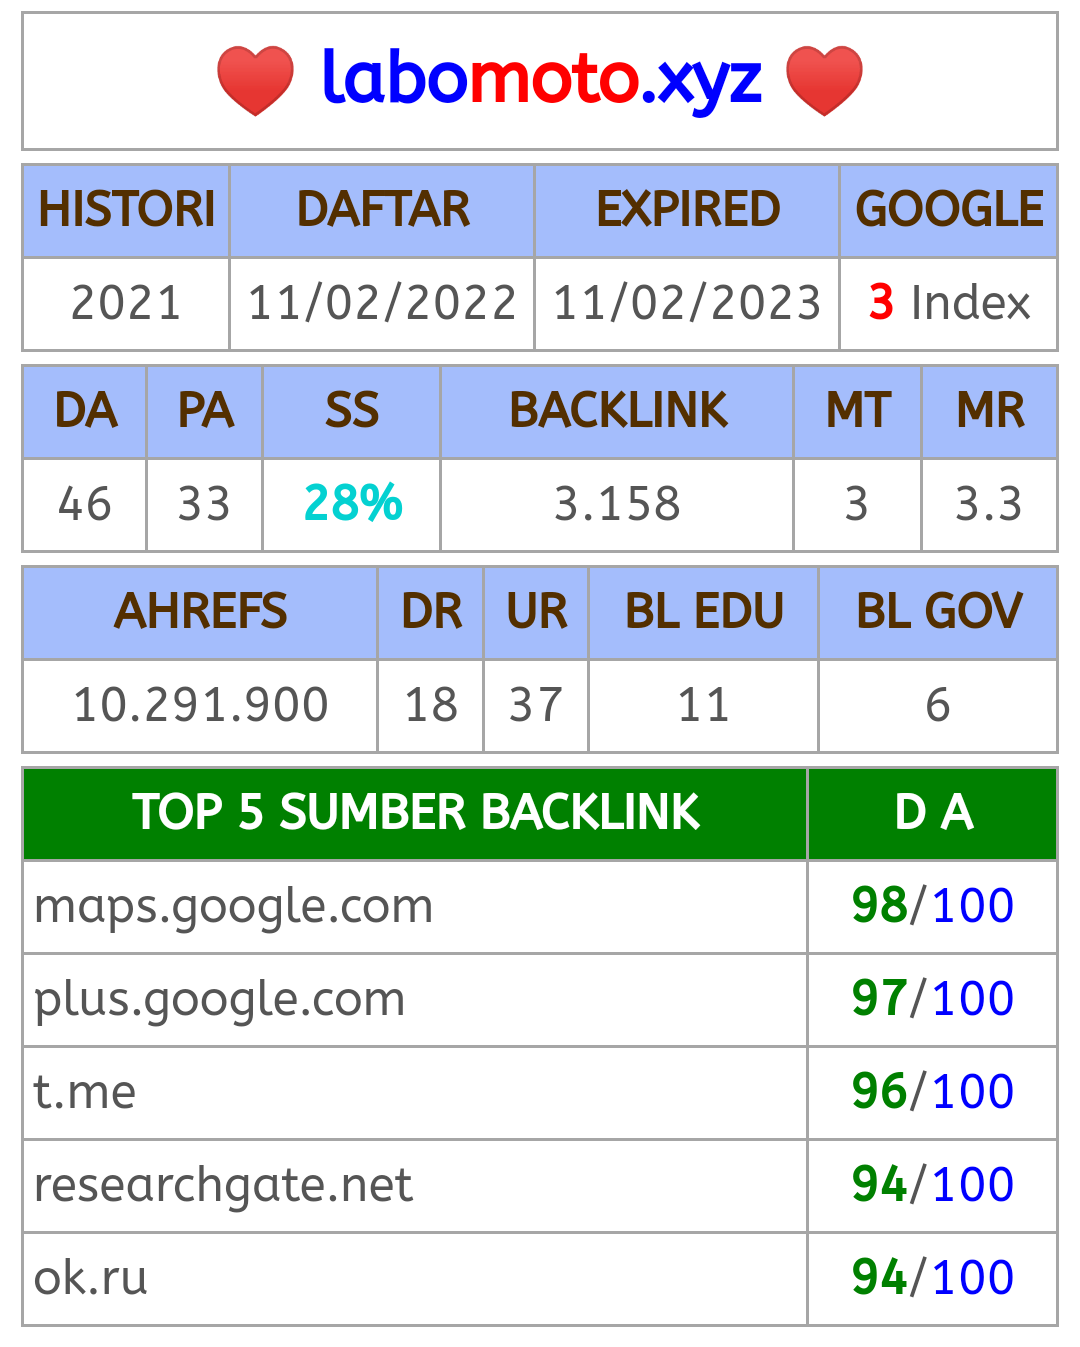 labomoto.xyz
HISTORI DAFTAR EXPIRED GOOGLE
2021 11/02/2022 11/02/2023 3 Index
DA PA SS BACKLINK MT MR
46 33 28% 3.158 3 3.3
AHREFS DR UR BL EDU BL GOV
10.291.900 18 37 11 6
TOP 5 SUMBER BACKLINK D A
maps.google.com 98/100
plus.google.com 97/100
t.me 96/100
researchgate.net 94/100
ok.ru 94/100